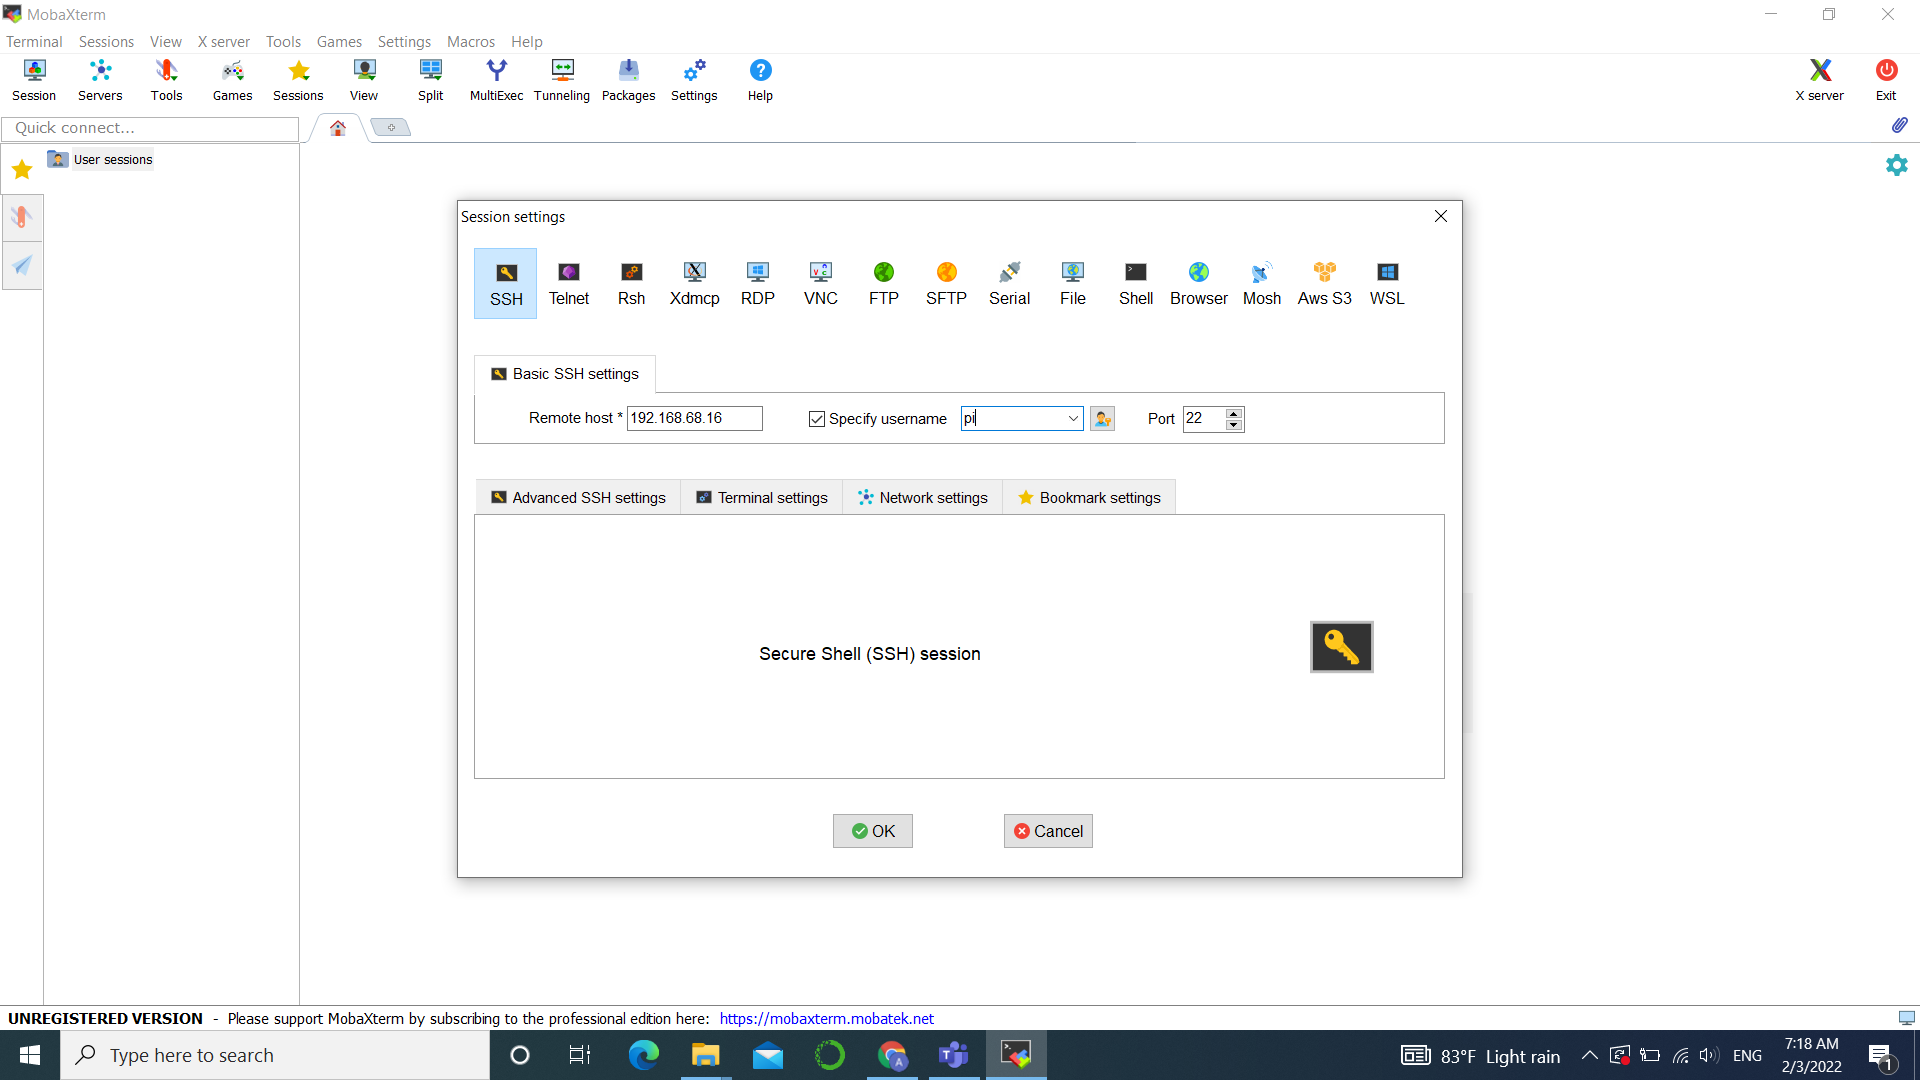 MobaXterm
Terminal Sessions View X server Tools Games Settings Macros Help
Session Servers Tools Games Sessions View Split MultiExec Tunneling Packages Settings Help X server Exit
Quick connect...
User sessions
Session settings
SSH Telnet Rsh Xdmcp RDP VNC FTP SFTP Serial File Shell Browser Mosh Aws S3 WSL
Basic SSH settings
Remote host * 192.168.68.16 Specify username pi Port 22
Advanced SSH settings Terminal settings Network settings Bookmark settings
Secure Shell (SSH) session
OK Cancel
UNREGISTERED VERSION - Please support MobaXterm by subscribing to the professional edition here: https://mobaxterm.mobatek.net
Type here to search 83°F Light rain ENG 7:18 AM
2/3/2022 1